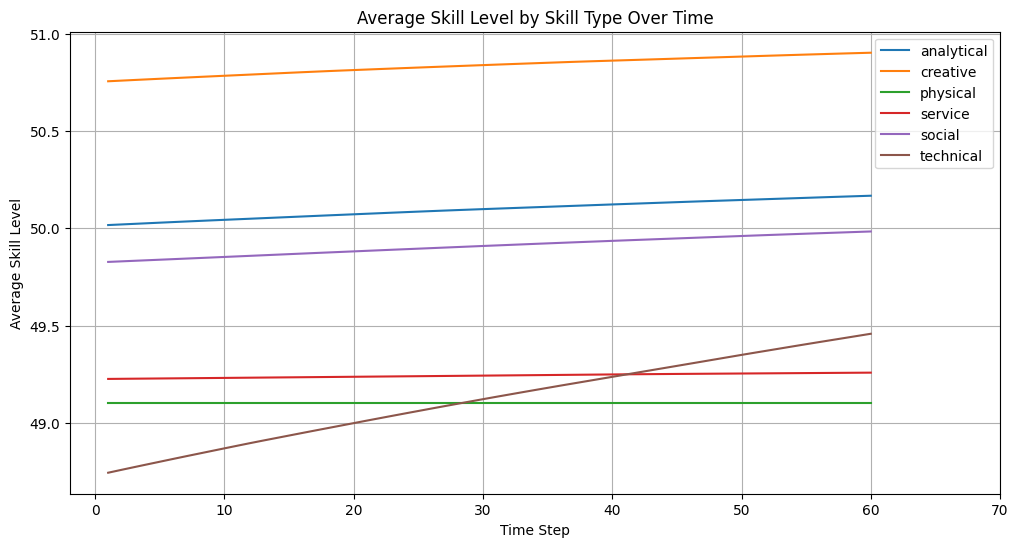 Average Skill Level by Skill Type Over Time
51.0
50.5
50.0
49.5
49.0
Average Skill Level
analytical
creative
physical
service
social
technical
0 10 20 30 40 50 60 70
Time Step